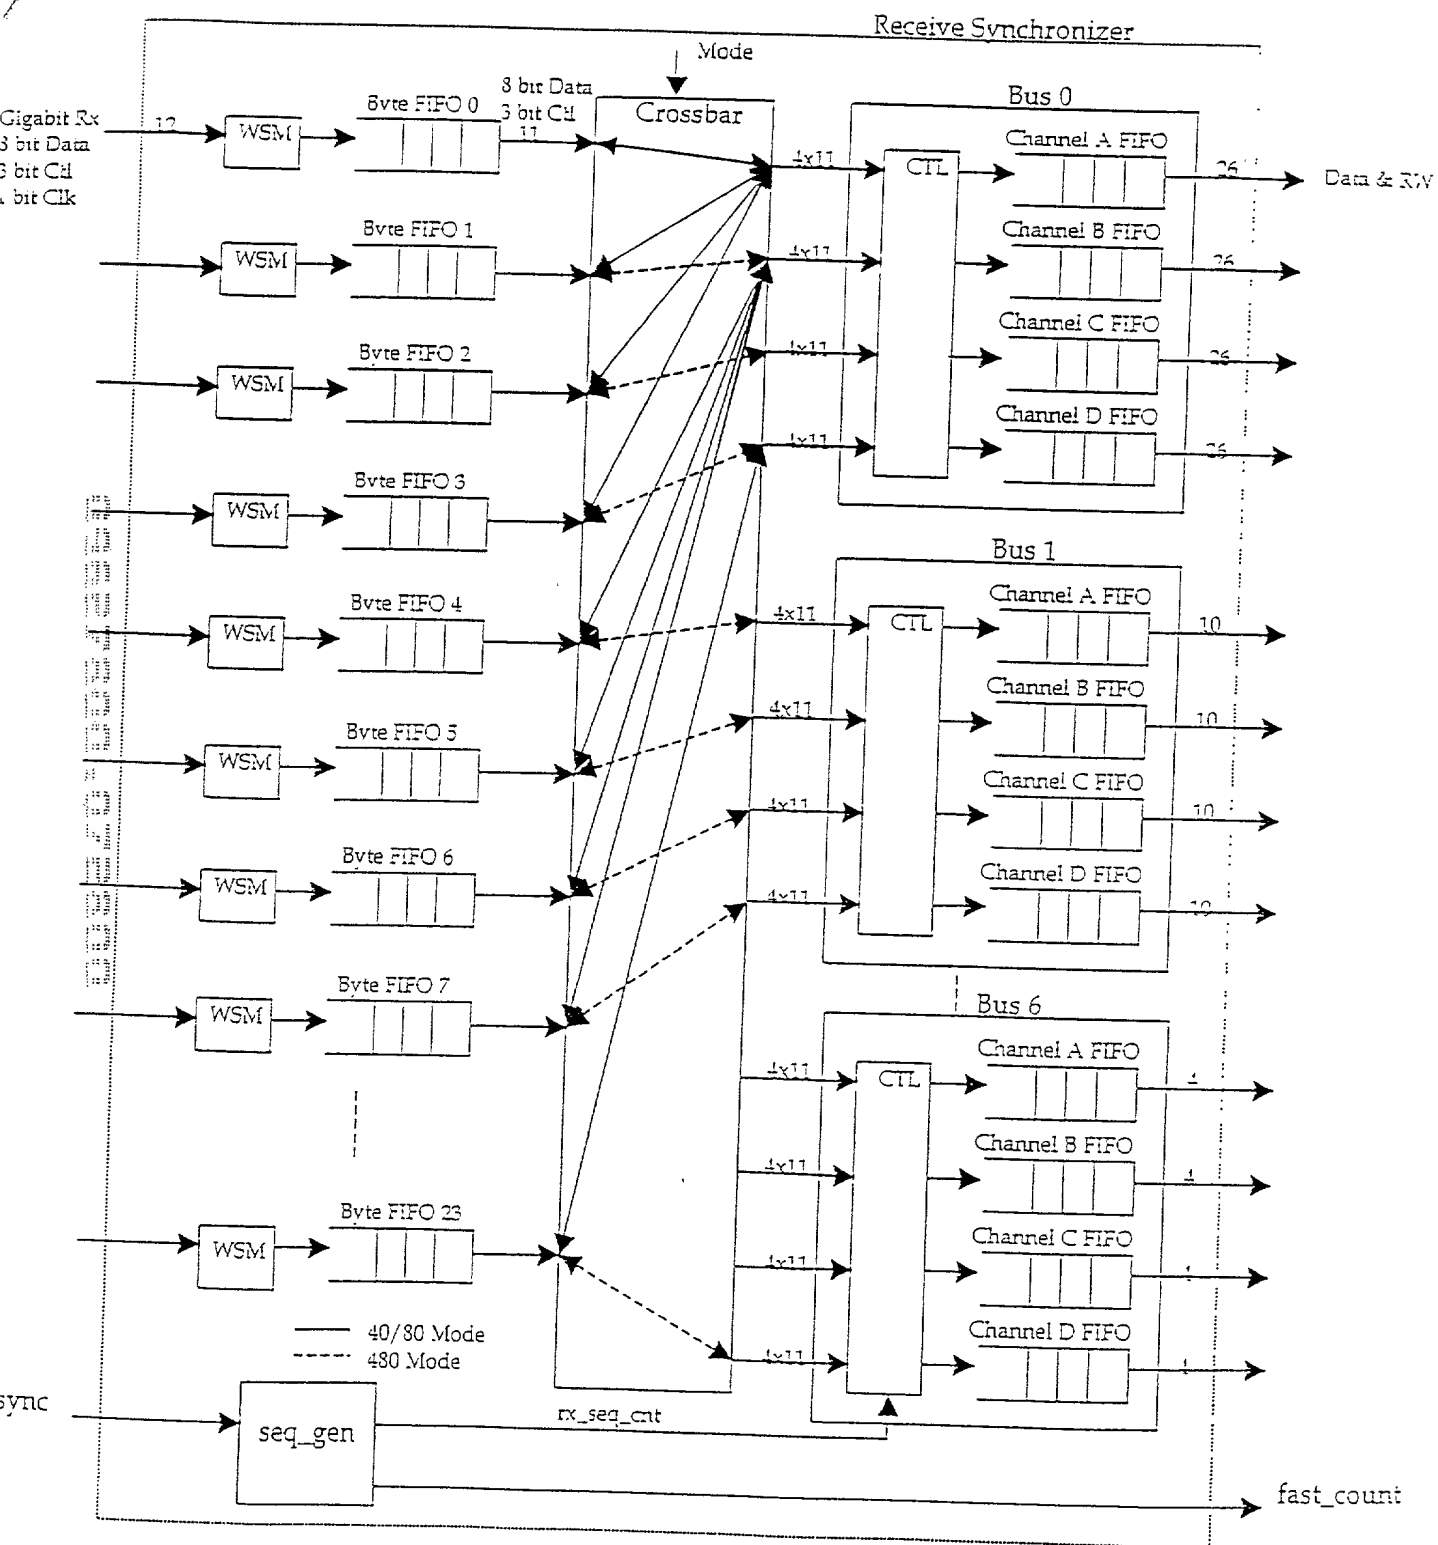 Receive Synchronizer
Mode
Gigabit Rx
8 bit Data
3 bit Ctl
1 bit Clk
12
WSM
Byte FIFO 0
8 bit Data
3 bit Ctl
11
Crossbar
Bus 0
4x11
CTL
Channel A FIFO
26
Data & RW
WSM
Byte FIFO 1
4x11
Channel B FIFO
26
WSM
Byte FIFO 2
4x11
Channel C FIFO
26
WSM
Byte FIFO 3
4x11
Channel D FIFO
26
Bus 1
WSM
Byte FIFO 4
4x11
CTL
Channel A FIFO
10
WSM
Byte FIFO 5
4x11
Channel B FIFO
10
WSM
Byte FIFO 6
4x11
Channel C FIFO
10
4x11
Channel D FIFO
10
WSM
Byte FIFO 7
Bus 6
4x11
CTL
Channel A FIFO
4
4x11
Channel B FIFO
4
WSM
Byte FIFO 23
4x11
Channel C FIFO
4
4x11
Channel D FIFO
4
40/80 Mode
480 Mode
sync
seq_gen
rx_seq_cnt
fast_count